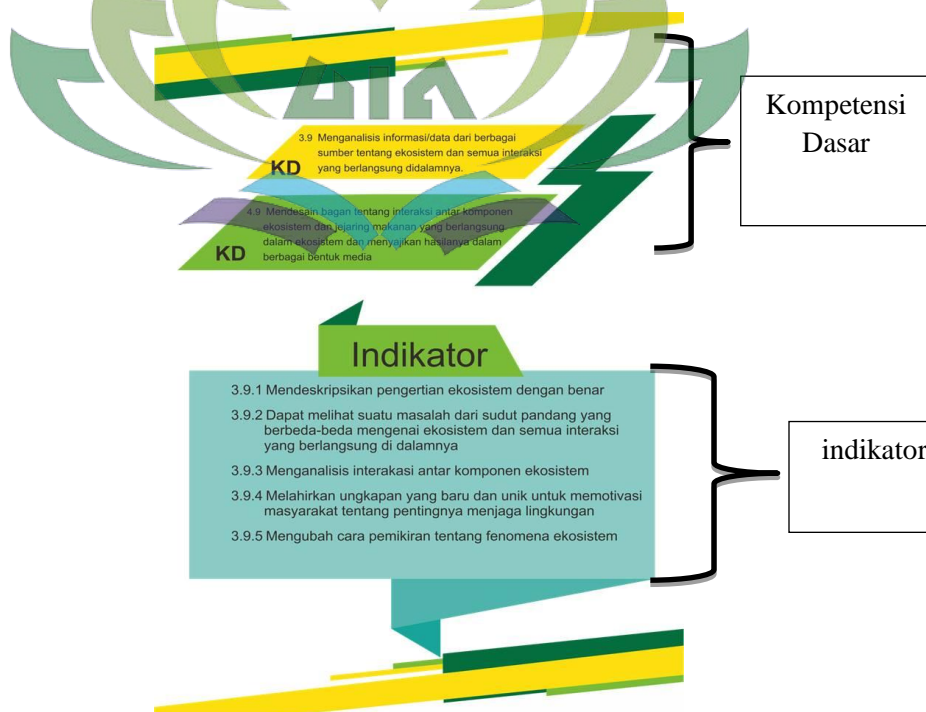 3.9 Menganalisis informasi/data dari berbagai
sumber tentang ekosistem dan semua interaksi
yang berlangsung didalamnya.
KD
4.9 Mendesain bagan tentang interaksi antar komponen
ekosistem dan jejaring makanan yang berlangsung
dalam ekosistem dan menyajikan hasilanya dalam
berbagai bentuk media
KD
Kompetensi
Dasar
Indikator
3.9.1 Mendeskripsikan pengertian ekosistem dengan benar
3.9.2 Dapat melihat suatu masalah dari sudut pandang yang
berbeda-beda mengenai ekosistem dan semua interaksi
yang berlangsung di dalamnya
3.9.3 Menganalisis interakasi antar komponen ekosistem
3.9.4 Melahirkan ungkapan yang baru dan unik untuk memotivasi
masyarakat tentang pentingnya menjaga lingkungan
3.9.5 Mengubah cara pemikiran tentang fenomena ekosistem
indikator